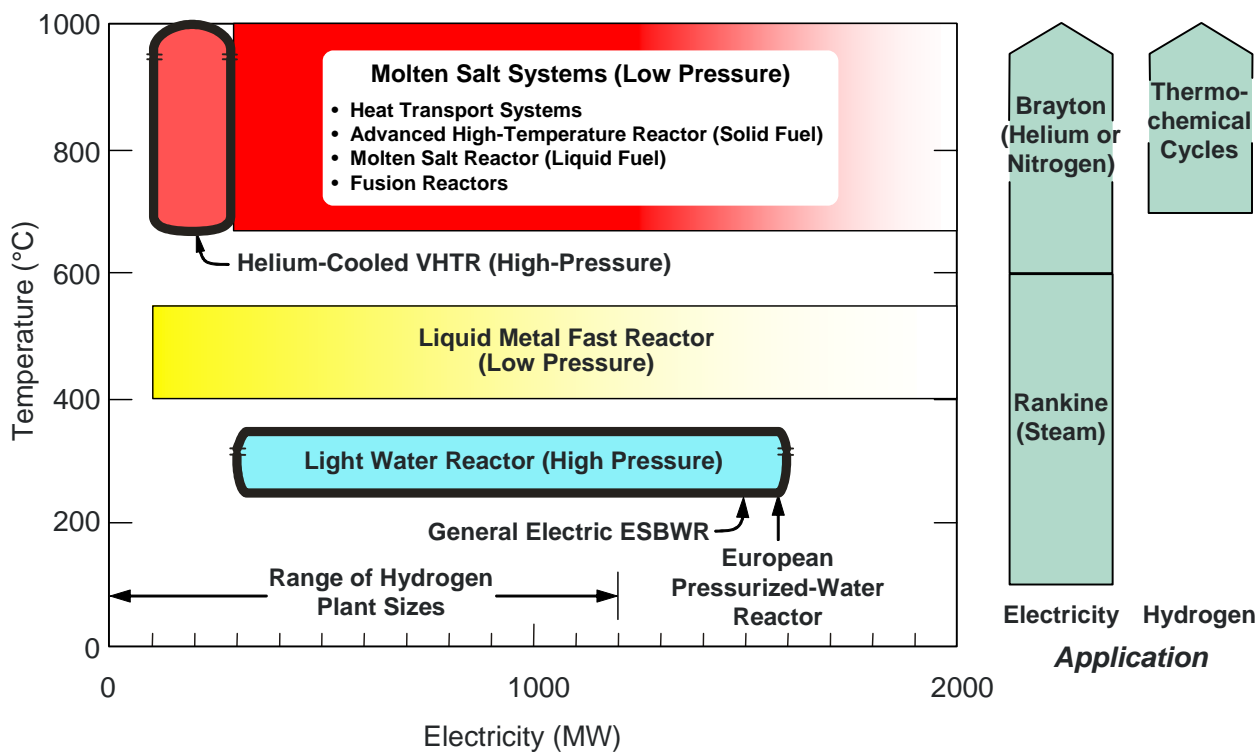 Temperature (°C)
1000
800
600
400
200
0
Molten Salt Systems (Low Pressure)
• Heat Transport Systems
• Advanced High-Temperature Reactor (Solid Fuel)
• Molten Salt Reactor (Liquid Fuel)
• Fusion Reactors
Helium-Cooled VHTR (High-Pressure)
Liquid Metal Fast Reactor
(Low Pressure)
Light Water Reactor (High Pressure)
General Electric ESBWR
European
Pressurized-Water
Reactor
Range of Hydrogen
Plant Sizes
0
1000
2000
Electricity (MW)
Brayton
(Helium or
Nitrogen)
Rankine
(Steam)
Thermo-
chemical
Cycles
Electricity
Hydrogen
Application